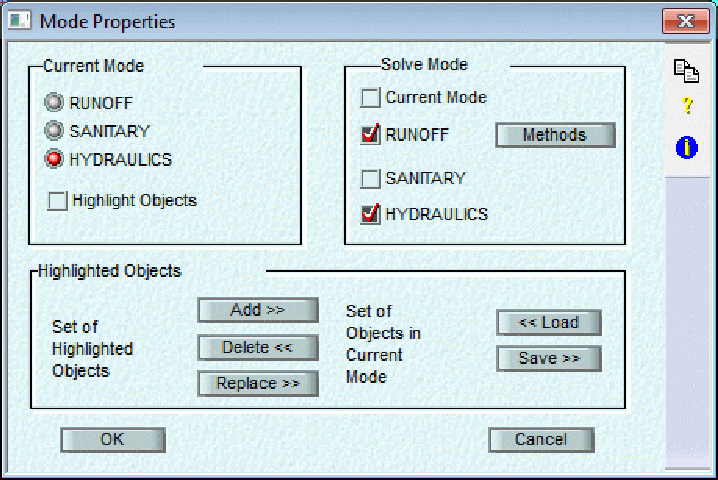 Mode Properties
Current Mode
RUNOFF
SANITARY
HYDRAULICS
Highlight Objects
Solve Mode
Current Mode
RUNOFF
Methods
SANITARY
HYDRAULICS
Highlighted Objects
Set of
Highlighted
Objects
Add >>
Delete <<
Replace >>
Set of
Objects in
Current
Mode
<< Load
Save >>
OK
Cancel